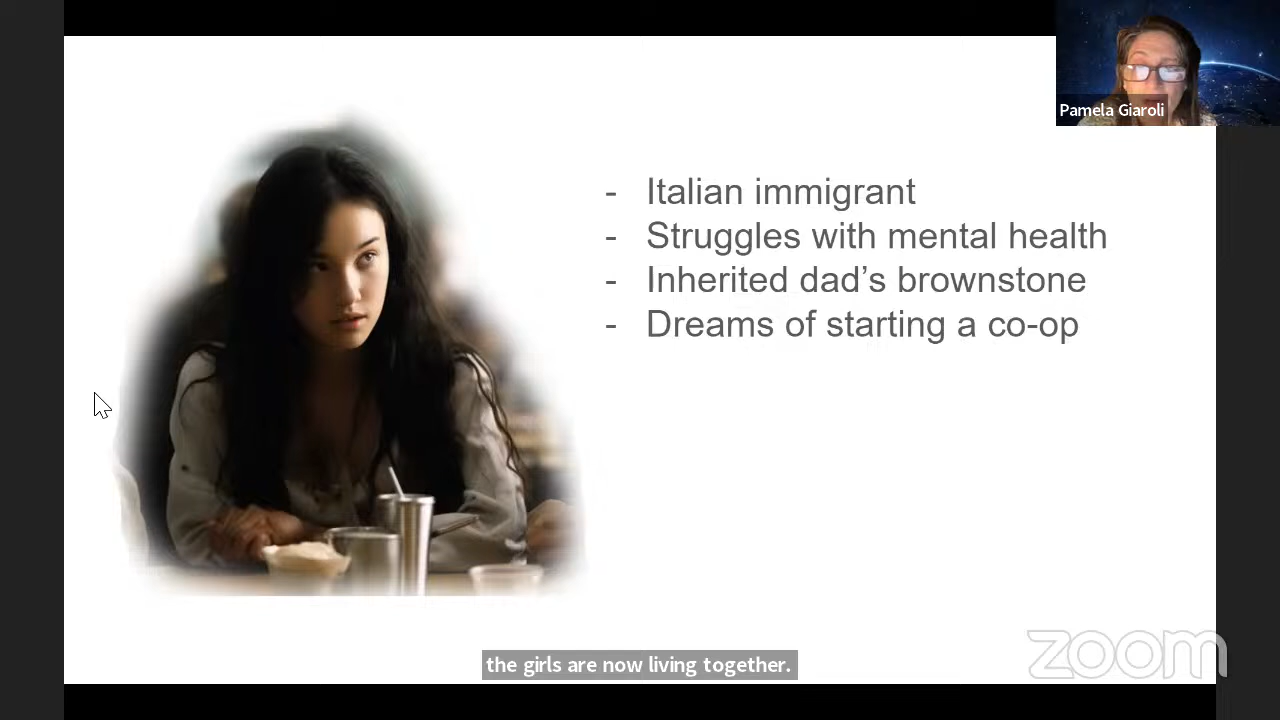 Pamela Giaroli
- Italian immigrant
- Struggles with mental health
- Inherited dad’s brownstone
- Dreams of starting a co-op
the girls are now living together.
zoom